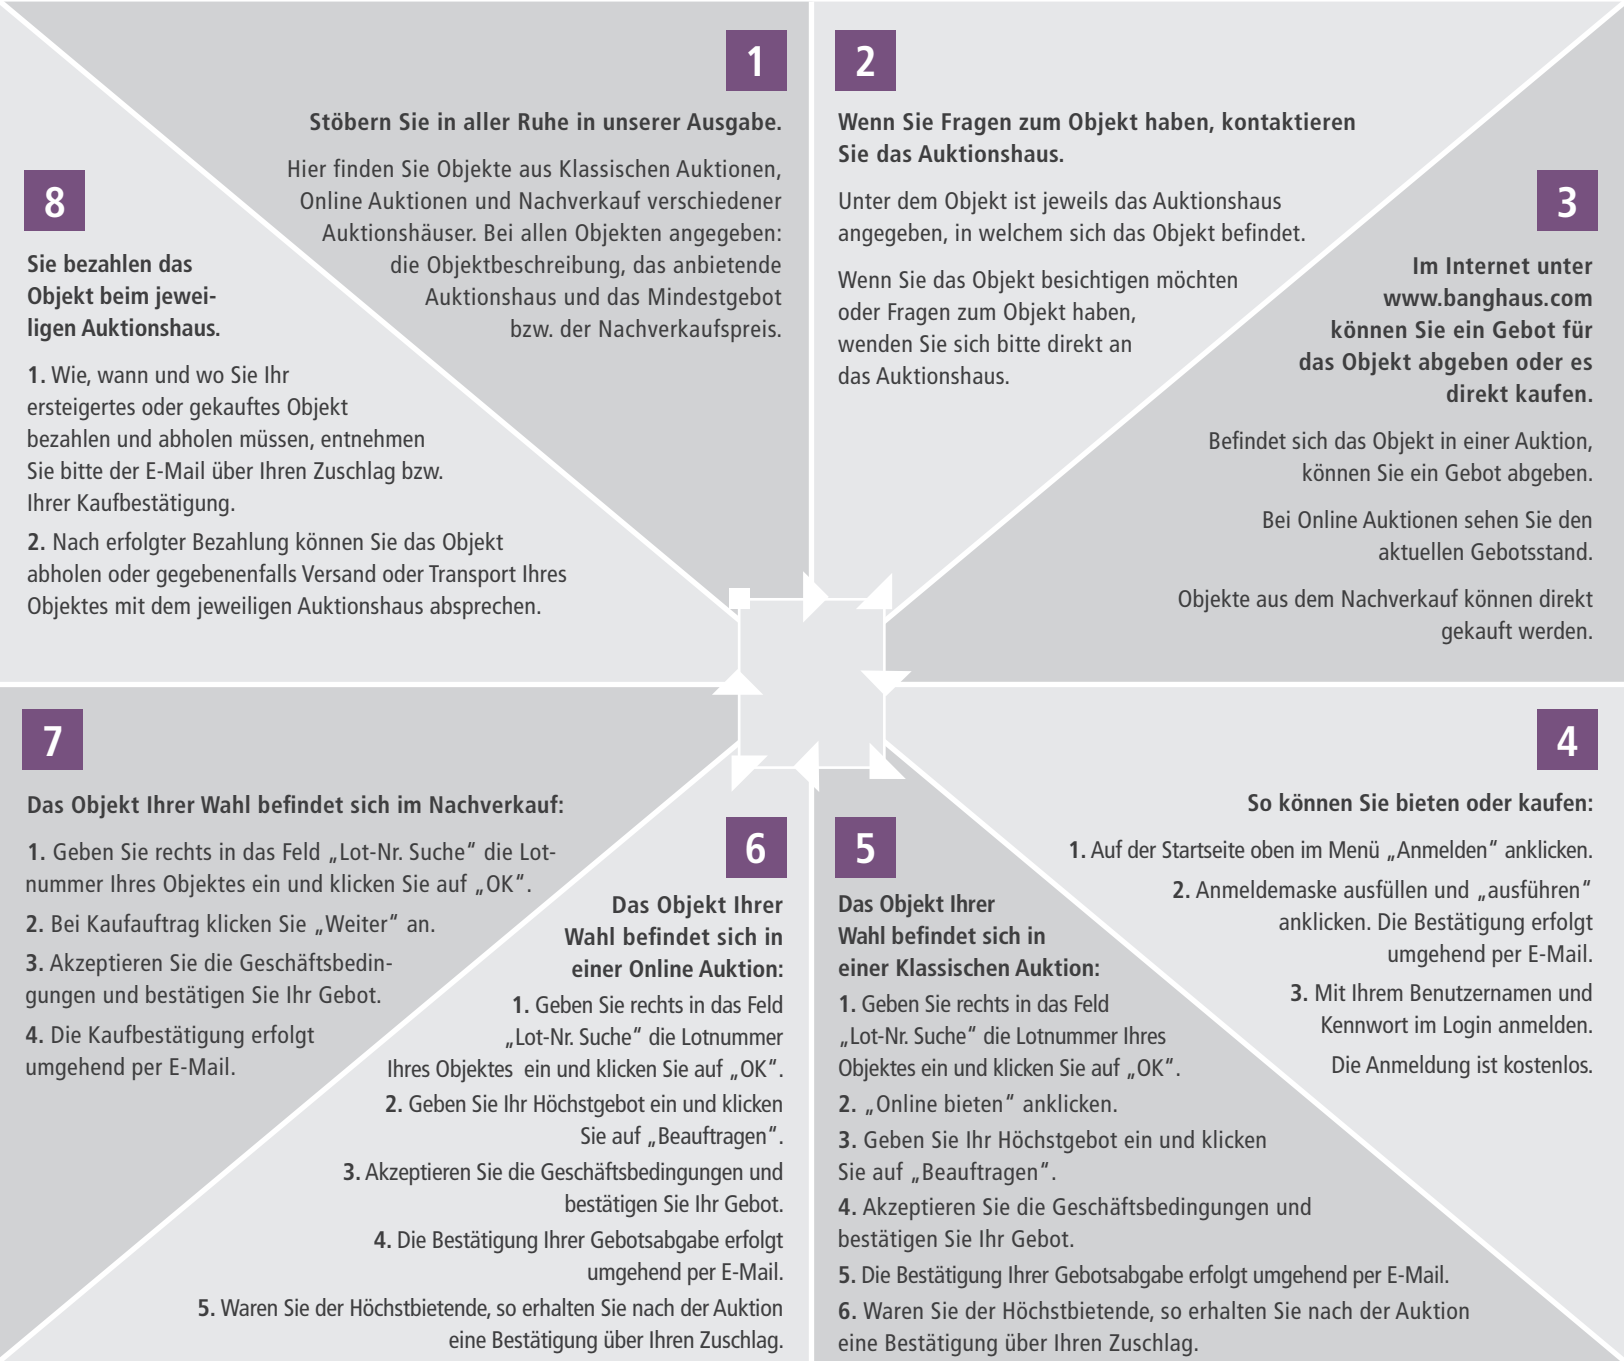 1
Stöbern Sie in aller Ruhe in unserer Ausgabe.
Hier finden Sie Objekte aus Klassischen Auktionen,
Online Auktionen und Nachverkauf verschiedener
Auktionshäuser. Bei allen Objekten angegeben:
die Objektbeschreibung, das anbietende
Auktionshaus und das Mindestgebot
bzw. der Nachverkaufspreis.
2
Wenn Sie Fragen zum Objekt haben, kontaktieren
Sie das Auktionshaus.
Unter dem Objekt ist jeweils das Auktionshaus
angegeben, in welchem sich das Objekt befindet.
Wenn Sie das Objekt besichtigen möchten
oder Fragen zum Objekt haben,
wenden Sie sich bitte direkt an
das Auktionshaus.
3
Im Internet unter
www.banghaus.com
können Sie ein Gebot für
das Objekt abgeben oder es
direkt kaufen.
Befindet sich das Objekt in einer Auktion,
können Sie ein Gebot abgeben.
Bei Online Auktionen sehen Sie den
aktuellen Gebotsstand.
Objekte aus dem Nachverkauf können direkt
gekauft werden.
4
So können Sie bieten oder kaufen:
1. Auf der Startseite oben im Menü „Anmelden“ anklicken.
2. Anmeldemaske ausfüllen und „ausführen“
anklicken. Die Bestätigung erfolgt
umgehend per E-Mail.
3. Mit Ihrem Benutzernamen und
Kennwort im Login anmelden.
Die Anmeldung ist kostenlos.
5
Das Objekt Ihrer
Wahl befindet sich in
einer Klassischen Auktion:
1. Geben Sie rechts in das Feld
„Lot-Nr. Suche“ die Lotnummer Ihres
Objektes ein und klicken Sie auf „OK“.
2. „Online bieten“ anklicken.
3. Geben Sie Ihr Höchstgebot ein und klicken
Sie auf „Beauftragen“.
4. Akzeptieren Sie die Geschäftsbedingungen und
bestätigen Sie Ihr Gebot.
5. Die Bestätigung Ihrer Gebotsabgabe erfolgt umgehend per E-Mail.
6. Waren Sie der Höchstbietende, so erhalten Sie nach der Auktion
eine Bestätigung über Ihren Zuschlag.
6
Das Objekt Ihrer
Wahl befindet sich in
einer Online Auktion:
1. Geben Sie rechts in das Feld
„Lot-Nr. Suche“ die Lotnummer
Ihres Objektes ein und klicken Sie auf „OK“.
2. Geben Sie Ihr Höchstgebot ein und klicken
Sie auf „Beauftragen“.
3. Akzeptieren Sie die Geschäftsbedingungen und
bestätigen Sie Ihr Gebot.
4. Die Bestätigung Ihrer Gebotsabgabe erfolgt
umgehend per E-Mail.
5. Waren Sie der Höchstbietende, so erhalten Sie nach der Auktion
eine Bestätigung über Ihren Zuschlag.
7
Das Objekt Ihrer Wahl befindet sich im Nachverkauf:
1. Geben Sie rechts in das Feld „Lot-Nr. Suche“ die Lot-
nummer Ihres Objektes ein und klicken Sie auf „OK“.
2. Bei Kaufauftrag klicken Sie „Weiter“ an.
3. Akzeptieren Sie die Geschäftsbedin-
gungen und bestätigen Sie Ihr Gebot.
4. Die Kaufbestätigung erfolgt
umgehend per E-Mail.
8
Sie bezahlen das
Objekt beim jewei-
ligen Auktionshaus.
1. Wie, wann und wo Sie Ihr
ersteigertes oder gekauftes Objekt
bezahlen und abholen müssen, entnehmen
Sie bitte der E-Mail über Ihren Zuschlag bzw.
Ihrer Kaufbestätigung.
2. Nach erfolgter Bezahlung können Sie das Objekt
abholen oder gegebenenfalls Versand oder Transport Ihres
Objektes mit dem jeweiligen Auktionshaus absprechen.